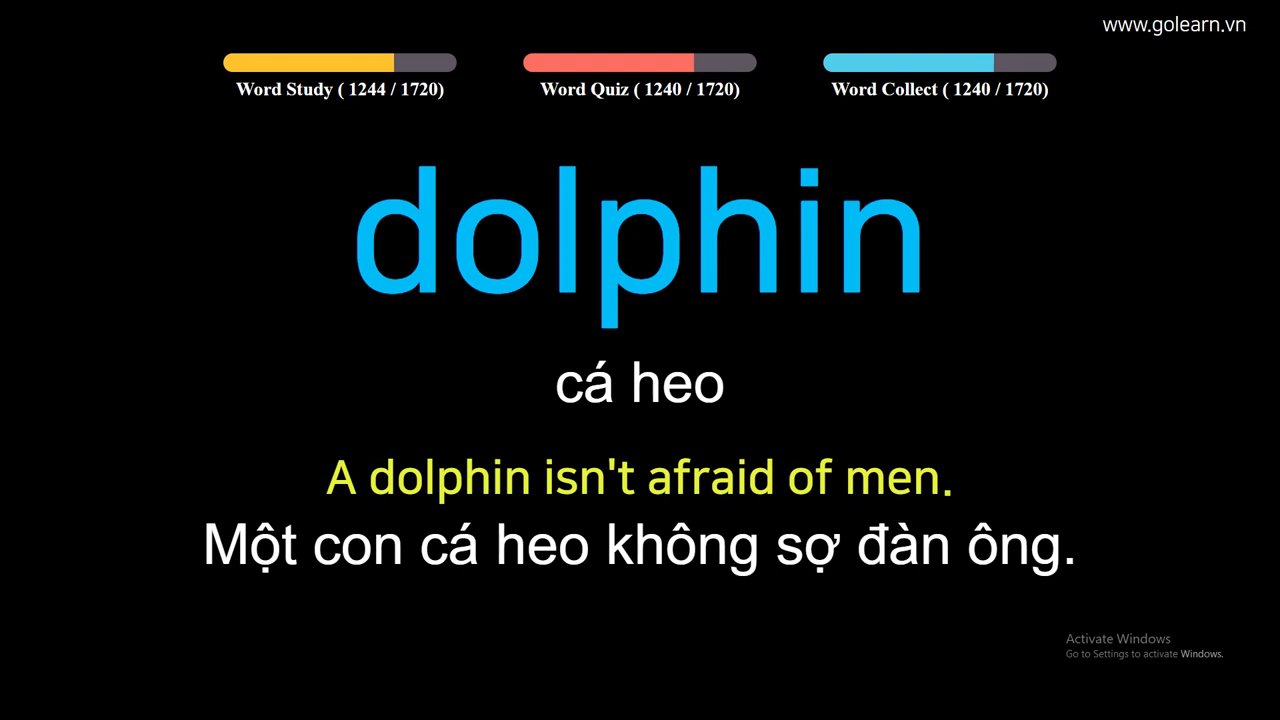 www.golearn.vn
Word Study ( 1244 / 1720)
Word Quiz ( 1240 / 1720)
Word Collect ( 1240 / 1720)
dolphin
cá heo
A dolphin isn't afraid of men.
Một con cá heo không sợ đàn ông.
Activate Windows
Go to Settings to activate Windows.